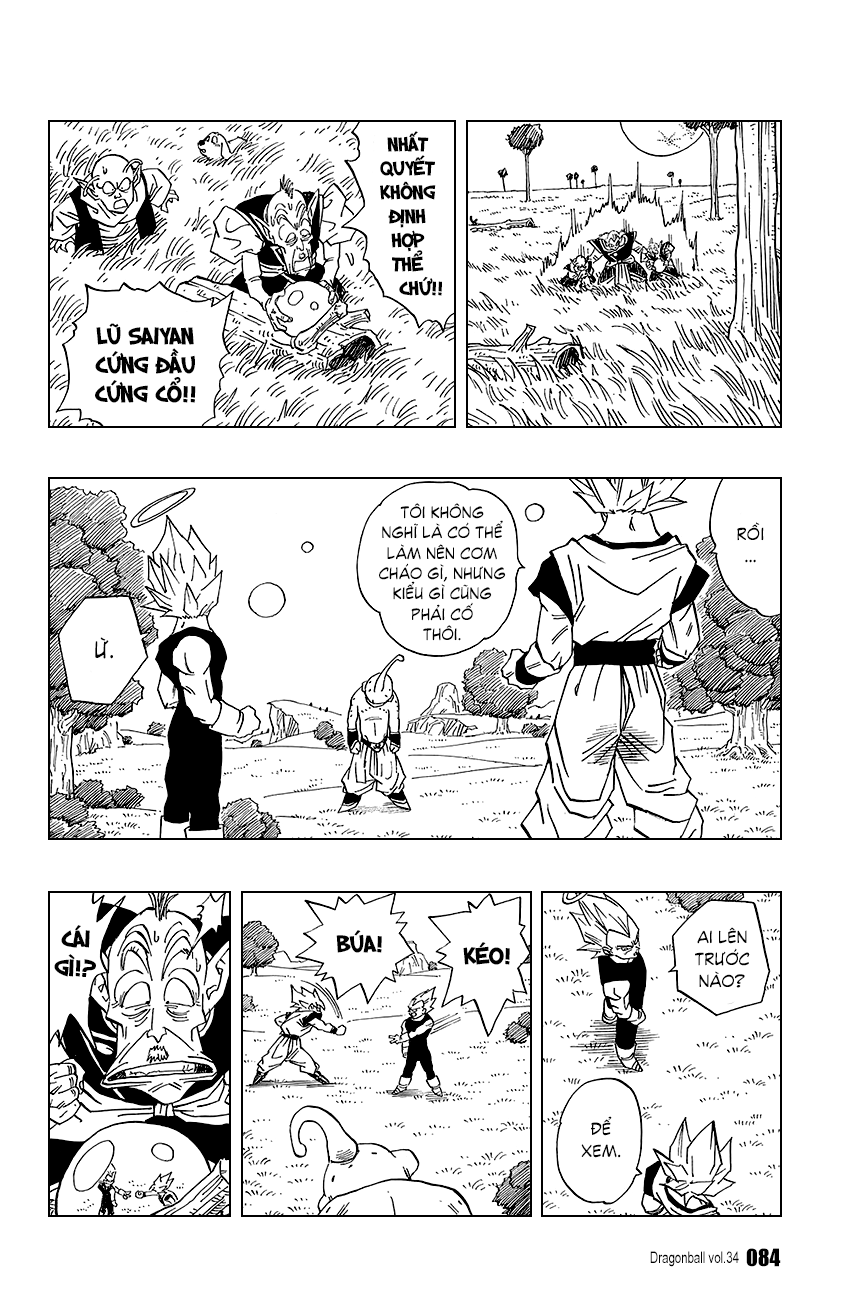 NHẤT
QUYẾT
KHÔNG
ĐỊNH
HỢP
THỂ
CHỨ!!
LŨ SAIYAN
CỨNG ĐẦU
CỨNG CỔ!!
RỒI
...
TÔI KHÔNG
NGHĨ LÀ CÓ THỂ
LÀM NÊN CƠM
CHÁO GÌ, NHƯNG
KIỂU GÌ CŨNG
PHẢI CỐ
THÔI.
Ừ.
AI LÊN
TRƯỚC
NÀO?
ĐỂ
XEM.
KÉO!
BÚA!
CÁI
GÌ!?
Dragonball vol.34 084